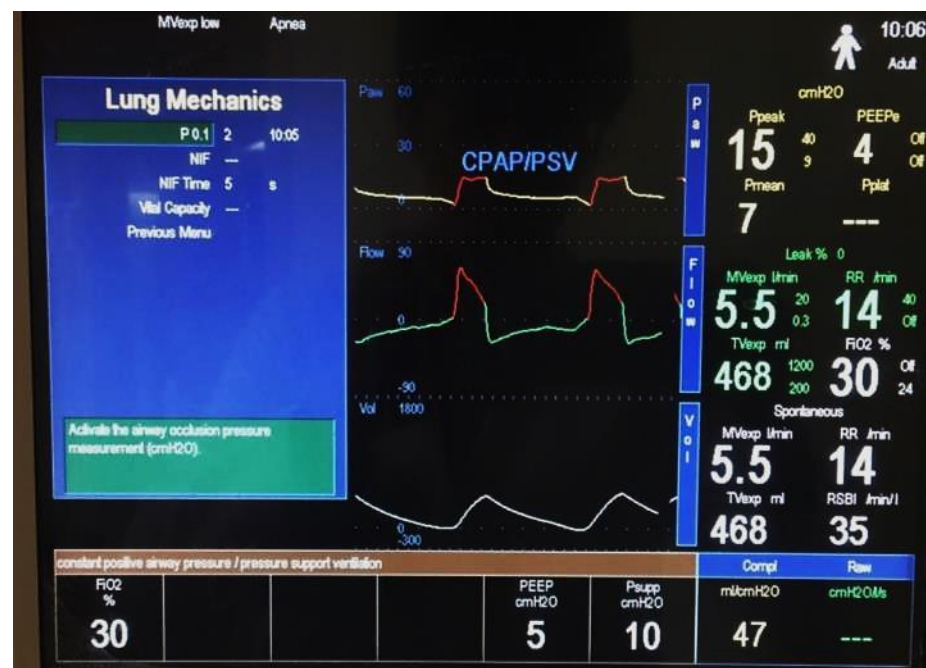 MVexp low Apnea
10:06
Adult
Lung Mechanics
P 0.1 2 10:05
NIF ---
NIF Time 5 s
Vital Capacity ---
Previous Menu
Activate the airway occlusion pressure
measurement (cmH2O).
Paw 60
30
0
CPAP/PSV
Flow 90
0
-90
Vol 1800
0
-300
Paw
Flow
Vol
cmH2O
Ppeak PEEPe
15 40 9 4 Off Off
Pmean Pplat
7 ---
Leak % 0
MVexp l/min RR /min
5.5 20 0.3 14 40 Off
TVexp ml FiO2 %
468 1200 200 30 Off 24
Spontaneous
MVexp l/min RR /min
5.5 14
TVexp ml RSBI /min/l
468 35
constant positive airway pressure / pressure support ventilation
FiO2
%
30
PEEP
cmH2O
5
Psupp
cmH2O
10
Compl Raw
ml/cmH2O cmH2O/l/s
47 ---